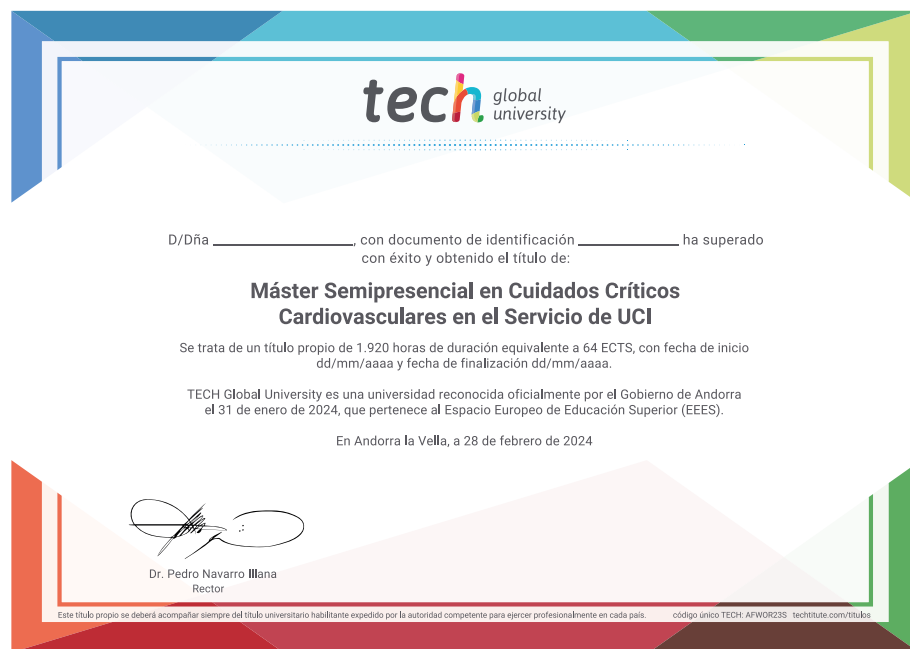 tech global university
D/Dña ____________________, con documento de identificación ______________ ha superado
con éxito y obtenido el título de:
Máster Semipresencial en Cuidados Críticos
Cardiovasculares en el Servicio de UCI
Se trata de un título propio de 1.920 horas de duración equivalente a 64 ECTS, con fecha de inicio
dd/mm/aaaa y fecha de finalización dd/mm/aaaa.
TECH Global University es una universidad reconocida oficialmente por el Gobierno de Andorra
el 31 de enero de 2024, que pertenece al Espacio Europeo de Educación Superior (EEES).
En Andorra la Vella, a 28 de febrero de 2024
Dr. Pedro Navarro Illana
Rector
Este título propio se deberá acompañar siempre del título universitario habilitante expedido por la autoridad competente para ejercer profesionalmente en cada país. código único TECH: AFWOR23S techtitute.com/titulos